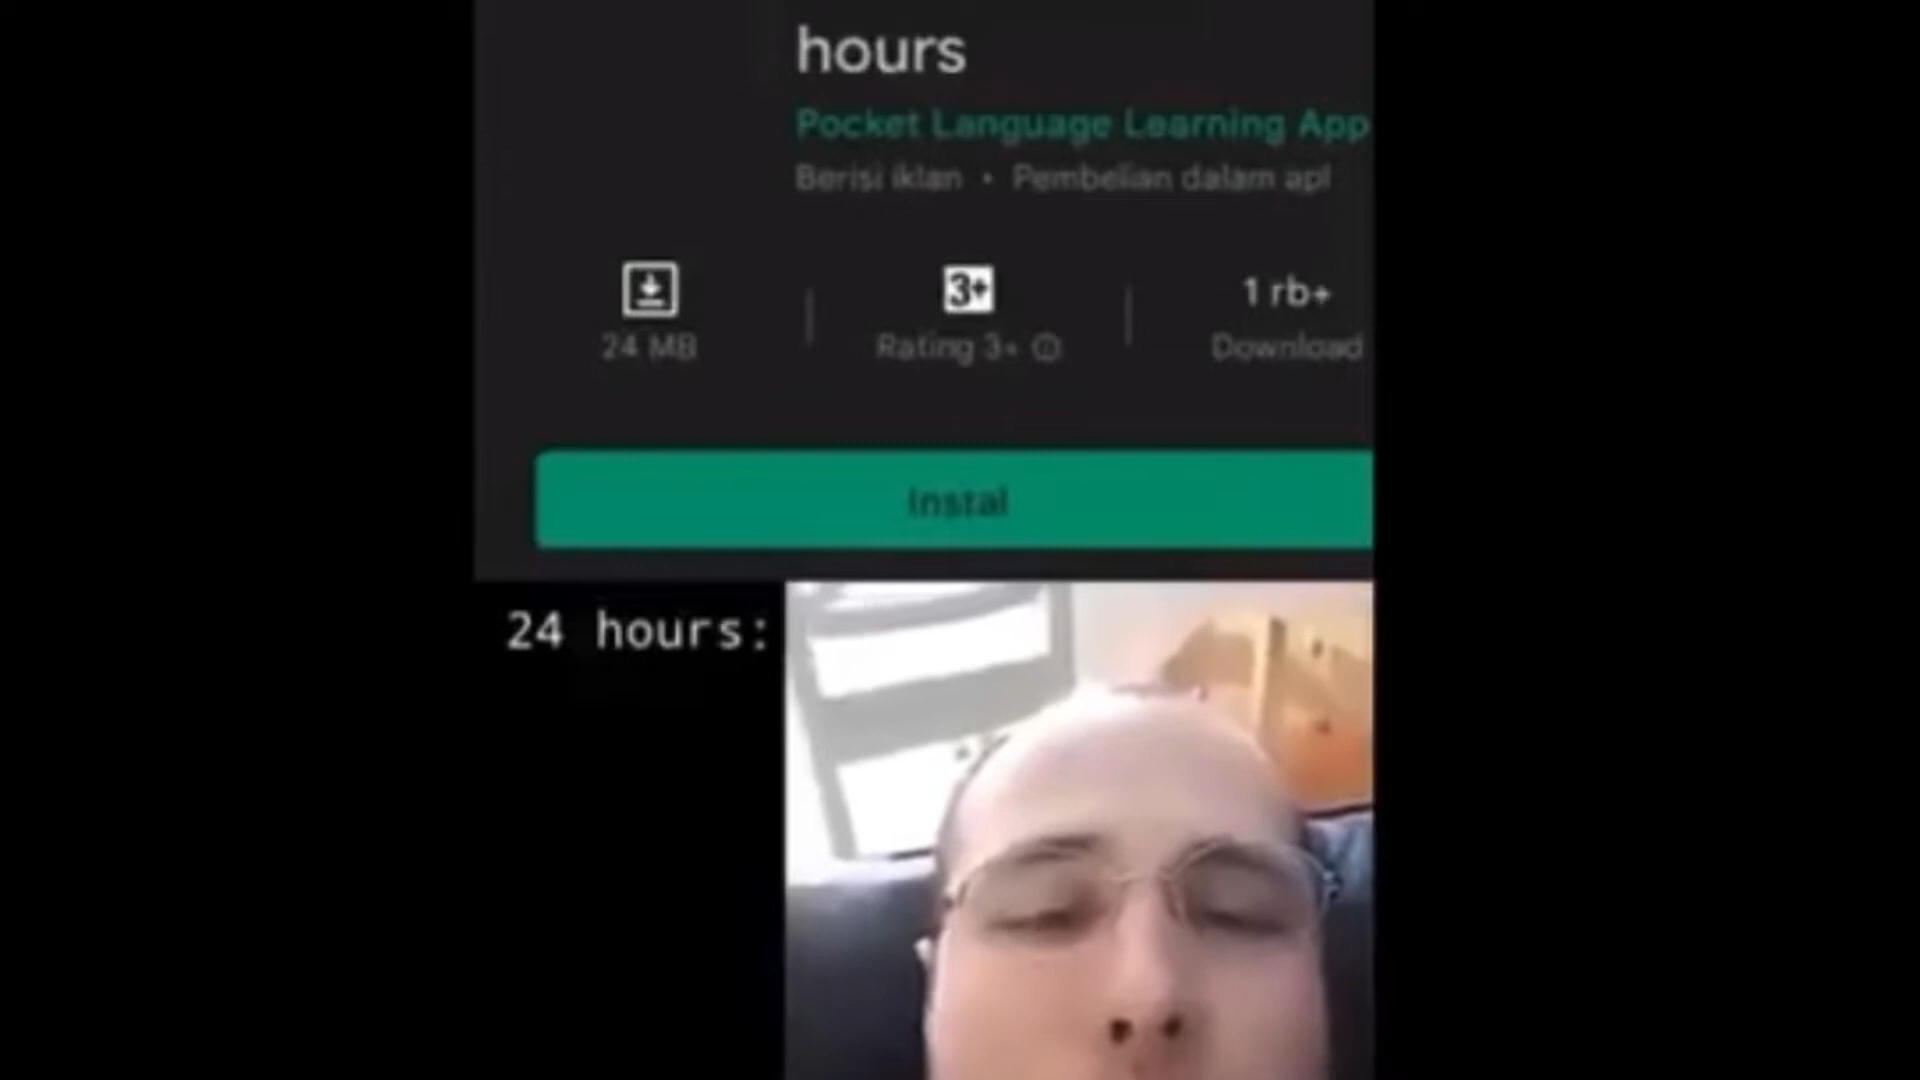 hours
Pocket Language Learning App
Berisi iklan • Pembelian dalam apl
3+
1 rb+
24 MB
Rating 3+
Download
Instal
24 hours: